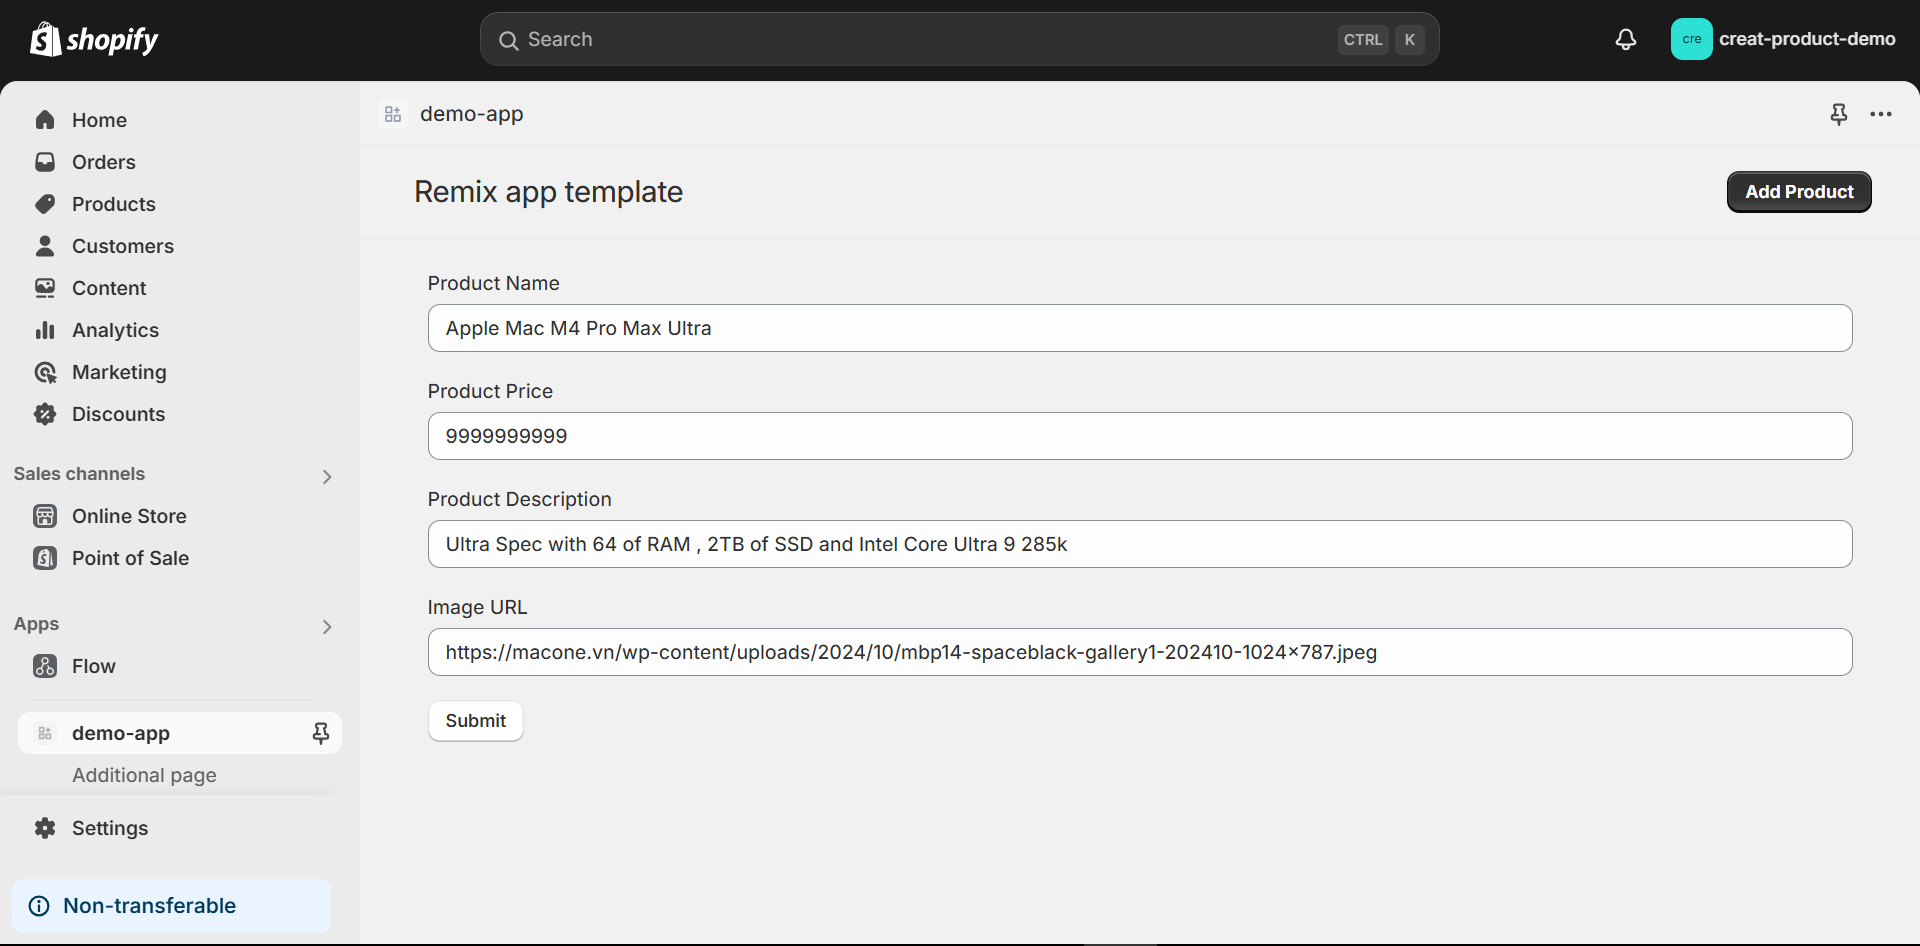 shopify
Search
CTRL K
cre
creat-product-demo
Home
Orders
Products
Customers
Content
Analytics
Marketing
Discounts
Sales channels
Online Store
Point of Sale
Apps
Flow
demo-app
Additional page
Settings
Non-transferable
demo-app
Remix app template
Add Product
Product Name
Apple Mac M4 Pro Max Ultra
Product Price
9999999999
Product Description
Ultra Spec with 64 of RAM , 2TB of SSD and Intel Core Ultra 9 285k
Image URL
https://macone.vn/wp-content/uploads/2024/10/mbp14-spaceblack-gallery1-202410-1024×787.jpeg
Submit